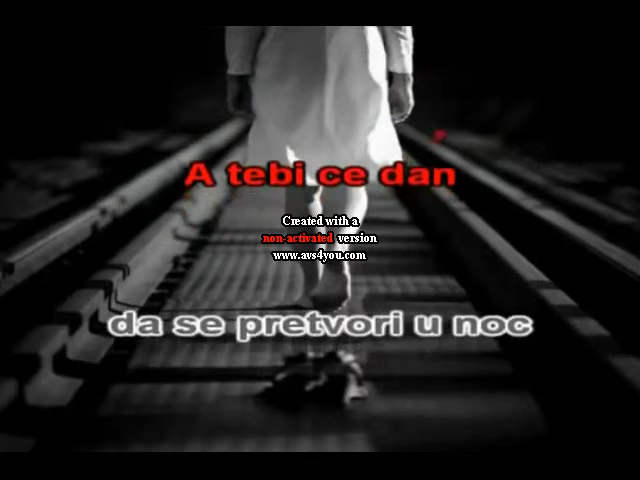 A tebi ce dan
Created with a
non-activated version
www.avs4you.com
da se pretvori u noc